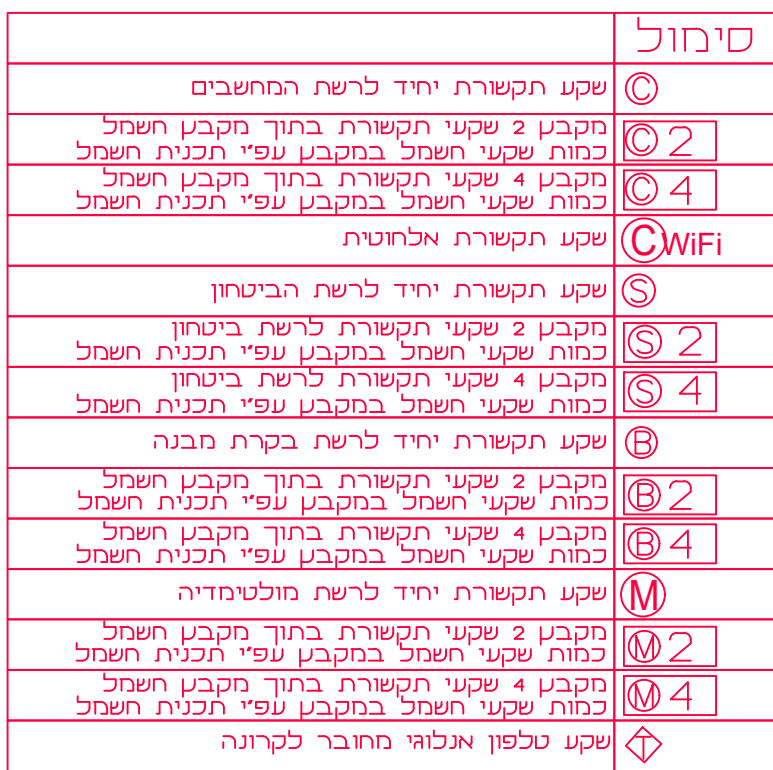 סימול
Ⓒ שקע תקשורת יחיד לרשת המחשבים
Ⓒ 2 מקבץ 2 שקעי תקשורת בתוך מקבץ חשמל
כמות שקעי חשמל במקבץ עפ"י תכנית חשמל
Ⓒ 4 מקבץ 4 שקעי תקשורת בתוך מקבץ חשמל
כמות שקעי חשמל במקבץ עפ"י תכנית חשמל
Ⓒ WiFi שקע תקשורת אלחוטית
Ⓢ שקע תקשורת יחיד לרשת הביטחון
Ⓢ 2 מקבץ 2 שקעי תקשורת לרשת ביטחון
כמות שקעי חשמל במקבץ עפ"י תכנית חשמל
Ⓢ 4 מקבץ 4 שקעי תקשורת לרשת ביטחון
כמות שקעי חשמל במקבץ עפ"י תכנית חשמל
Ⓑ שקע תקשורת יחיד לרשת בקרת מבנה
Ⓑ 2 מקבץ 2 שקעי תקשורת בתוך מקבץ חשמל
כמות שקעי חשמל במקבץ עפ"י תכנית חשמל
Ⓑ 4 מקבץ 4 שקעי תקשורת בתוך מקבץ חשמל
כמות שקעי חשמל במקבץ עפ"י תכנית חשמל
Ⓜ שקע תקשורת יחיד לרשת מולטימדיה
Ⓜ 2 מקבץ 2 שקעי תקשורת בתוך מקבץ חשמל
כמות שקעי חשמל במקבץ עפ"י תכנית חשמל
Ⓜ 4 מקבץ 4 שקעי תקשורת בתוך מקבץ חשמל
כמות שקעי חשמל במקבץ עפ"י תכנית חשמל
T שקע טלפון אנלוגי מחובר לקרונה